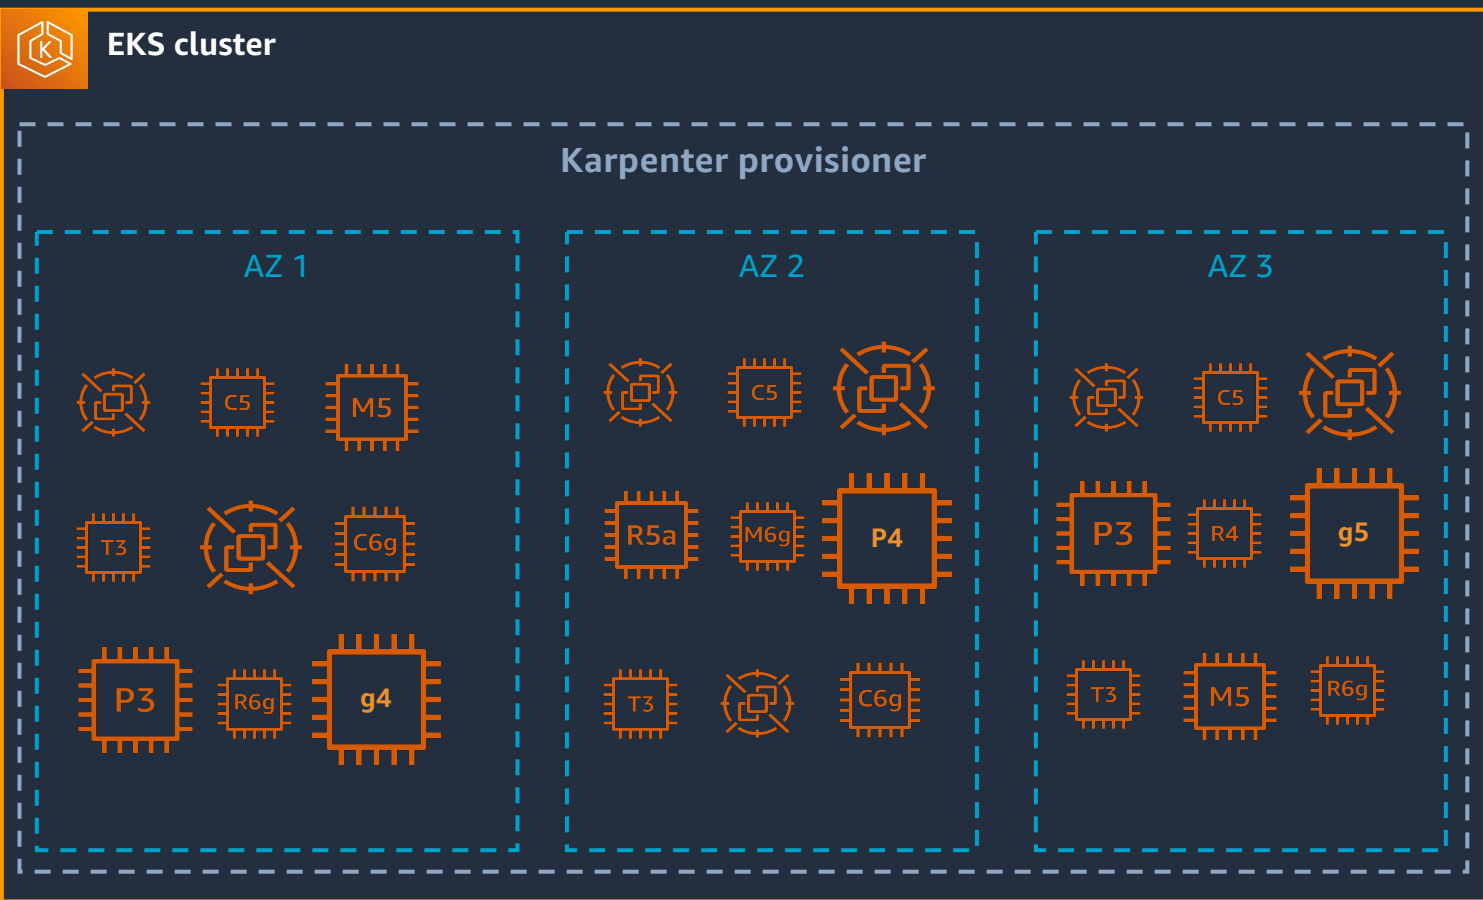 K
EKS cluster
Karpenter provisioner
AZ 1
C5
M5
T3
C6g
P3
R6g
g4
AZ 2
C5
R5a
M6g
P4
T3
C6g
AZ 3
C5
P3
R4
g5
T3
M5
R6g